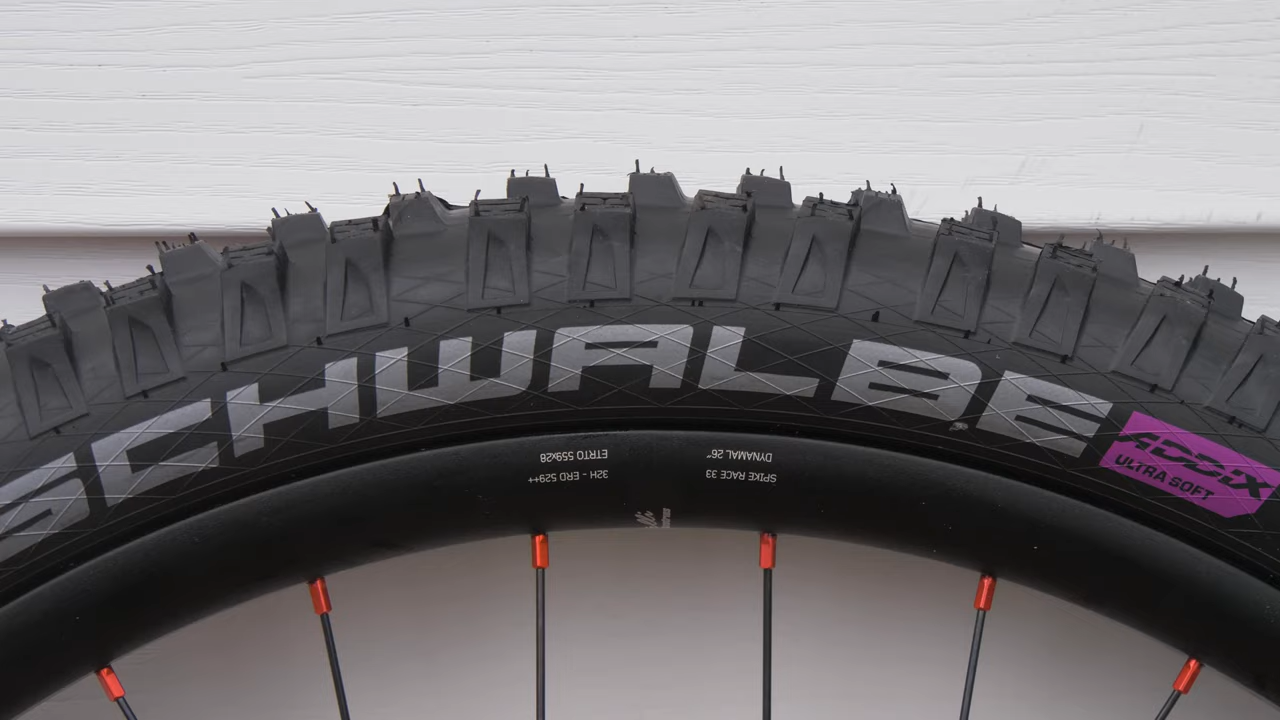 SCHWALBE
ADDIX
ULTRA SOFT
SPIKE RACE 33
DYNAMAL 26"
32H - ERD 529++
ETRTO 559x28